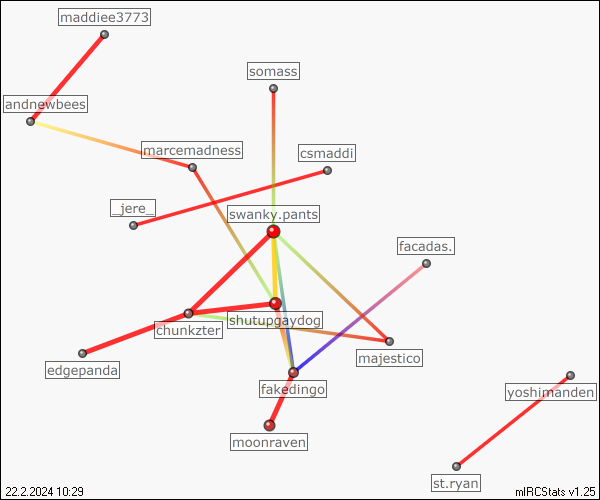 maddiee3773
somass
andnewbees
marcemadness
csmaddi
_jere_
swanky.pants
facadas.
shutupgaydog
chunkzter
majestico
edgepanda
fakedingo
yoshimanden
moonraven
st.ryan
22.2.2024 10:29
mIRCStats v1.25